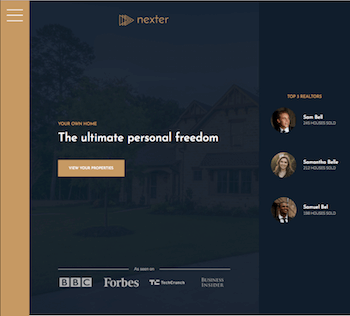 nexter
YOUR OWN HOME
The ultimate personal freedom
VIEW YOUR PROPERTIES
As seen on
BBC
Forbes
TechCrunch
BUSINESS
INSIDER
TOP 3 REALTORS
Sam Bell
245 HOUSES SOLD
Samantha Belle
212 HOUSES SOLD
Samuel Bel
198 HOUSES SOLD